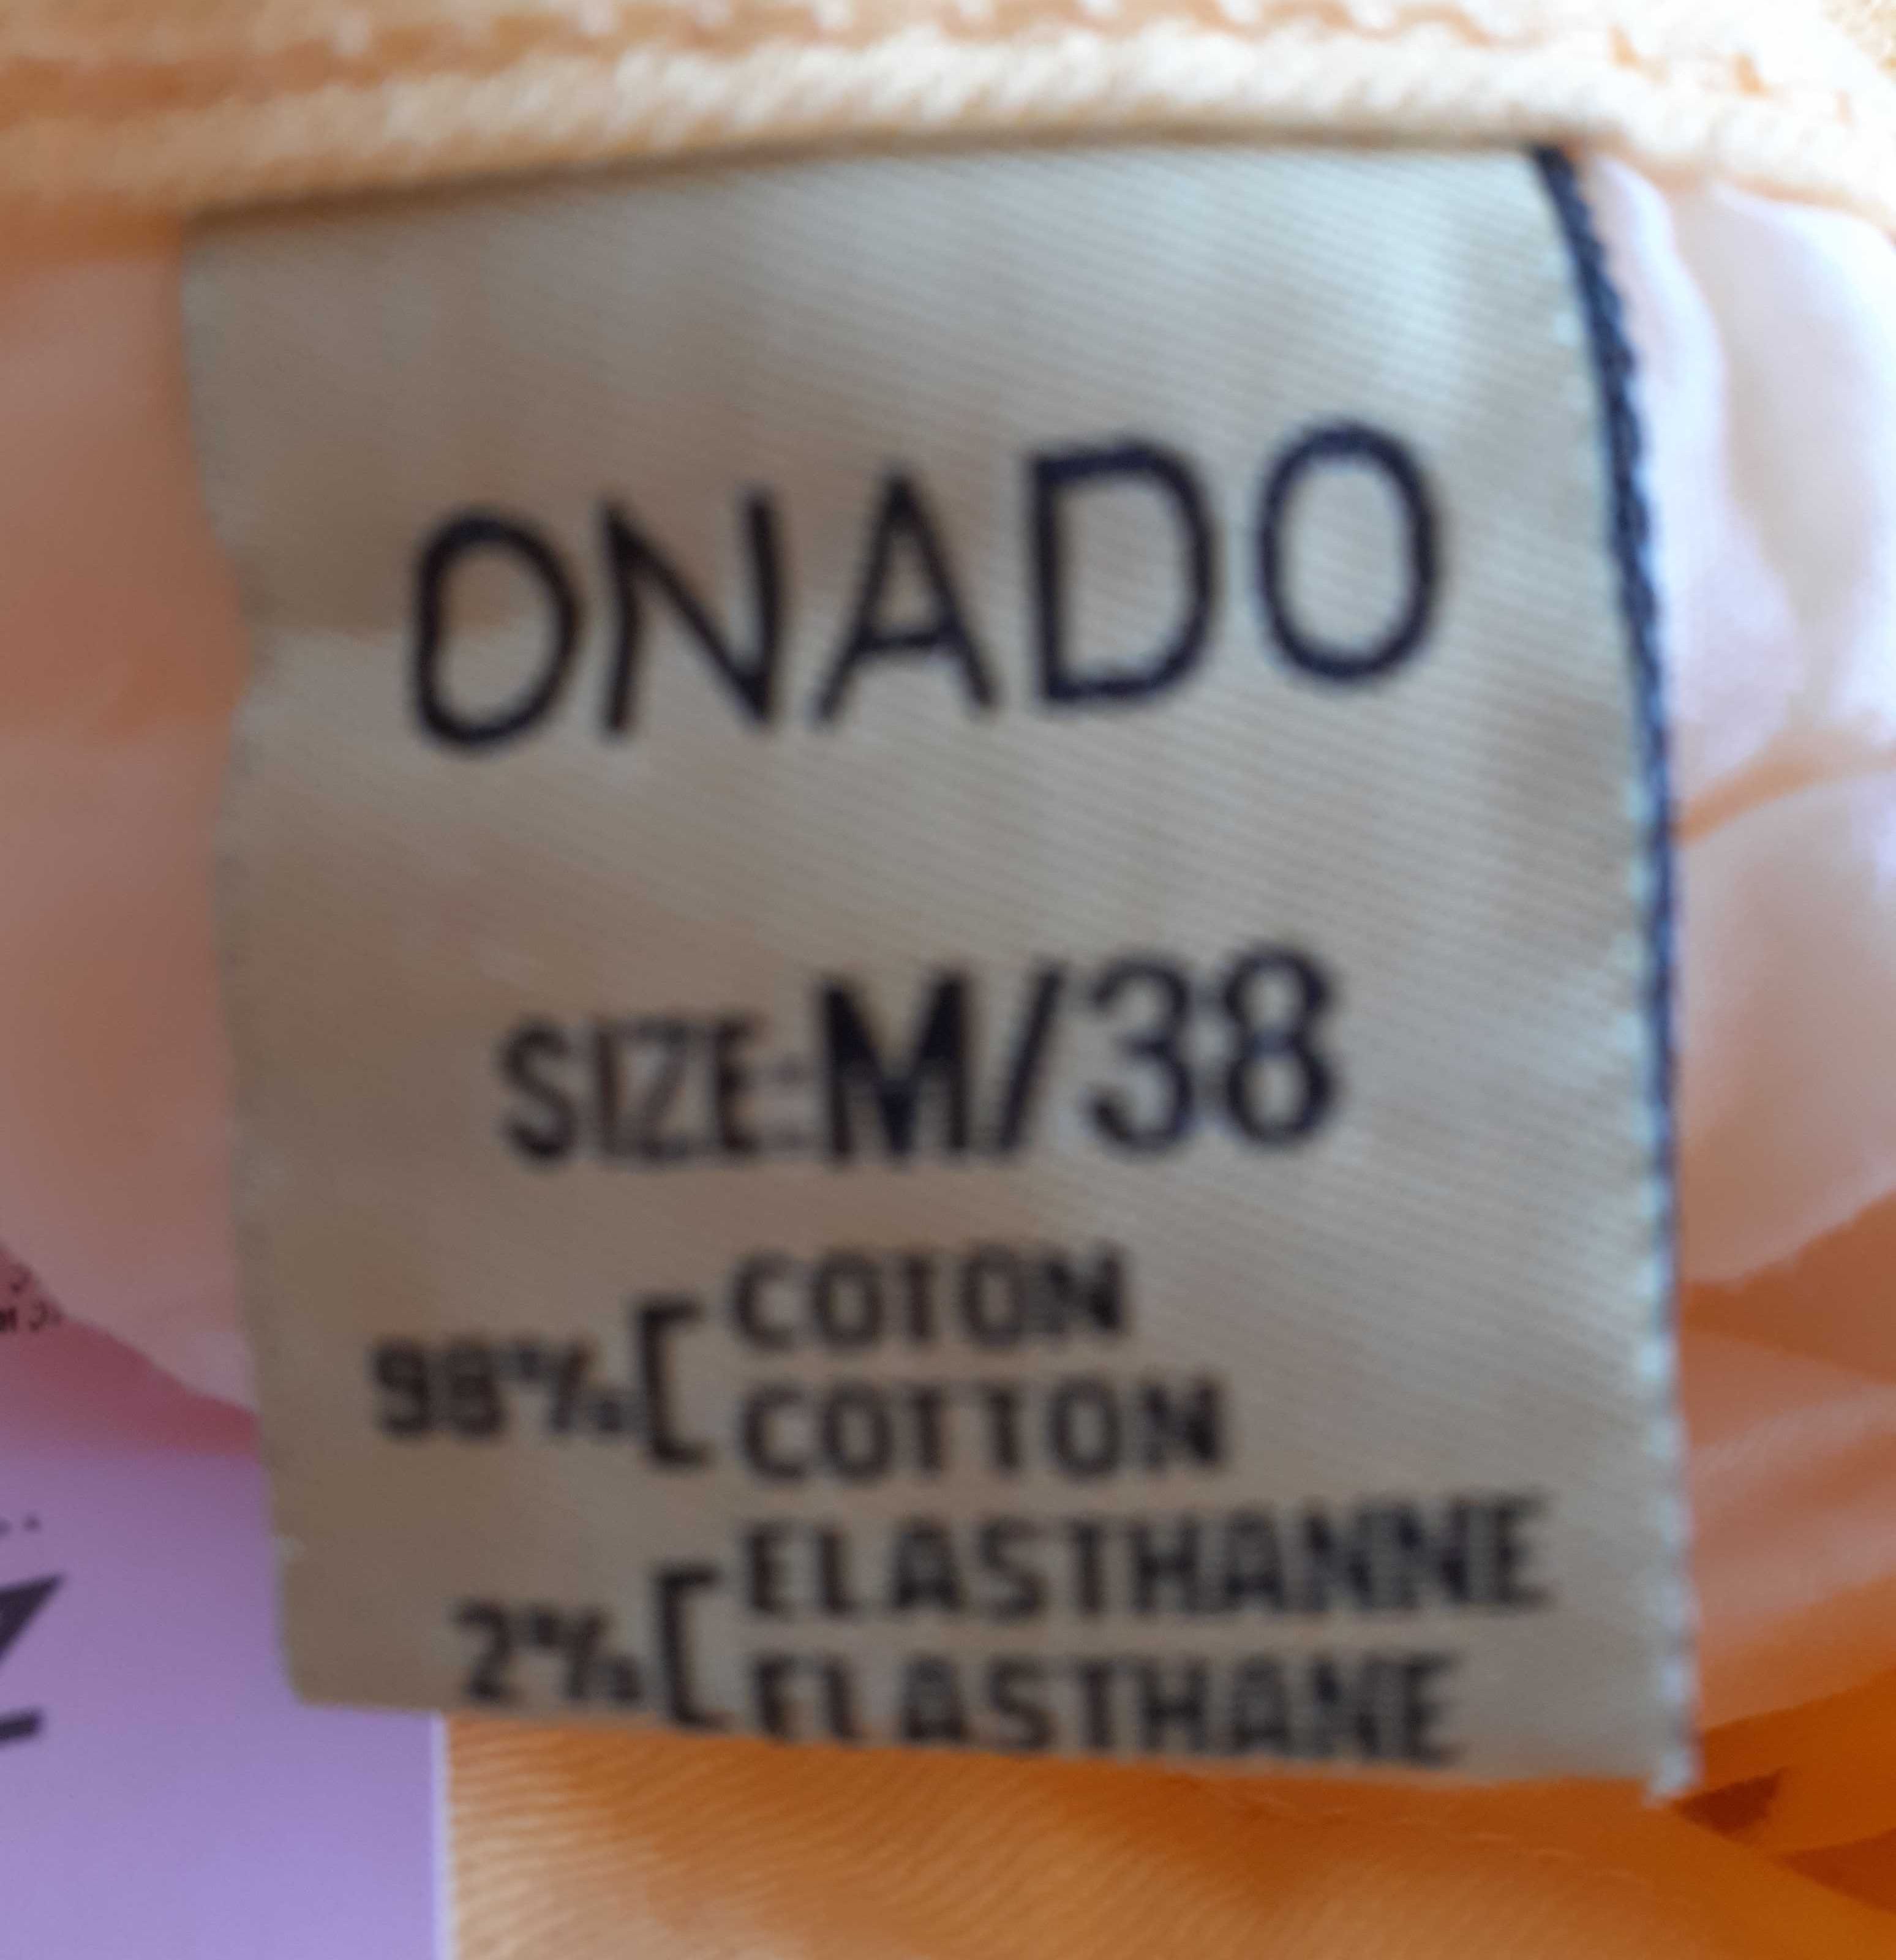 ONADO
SIZE:M/38
98% [ COTON
COTTON
2% [ ELASTHANNE
ELASTHANE